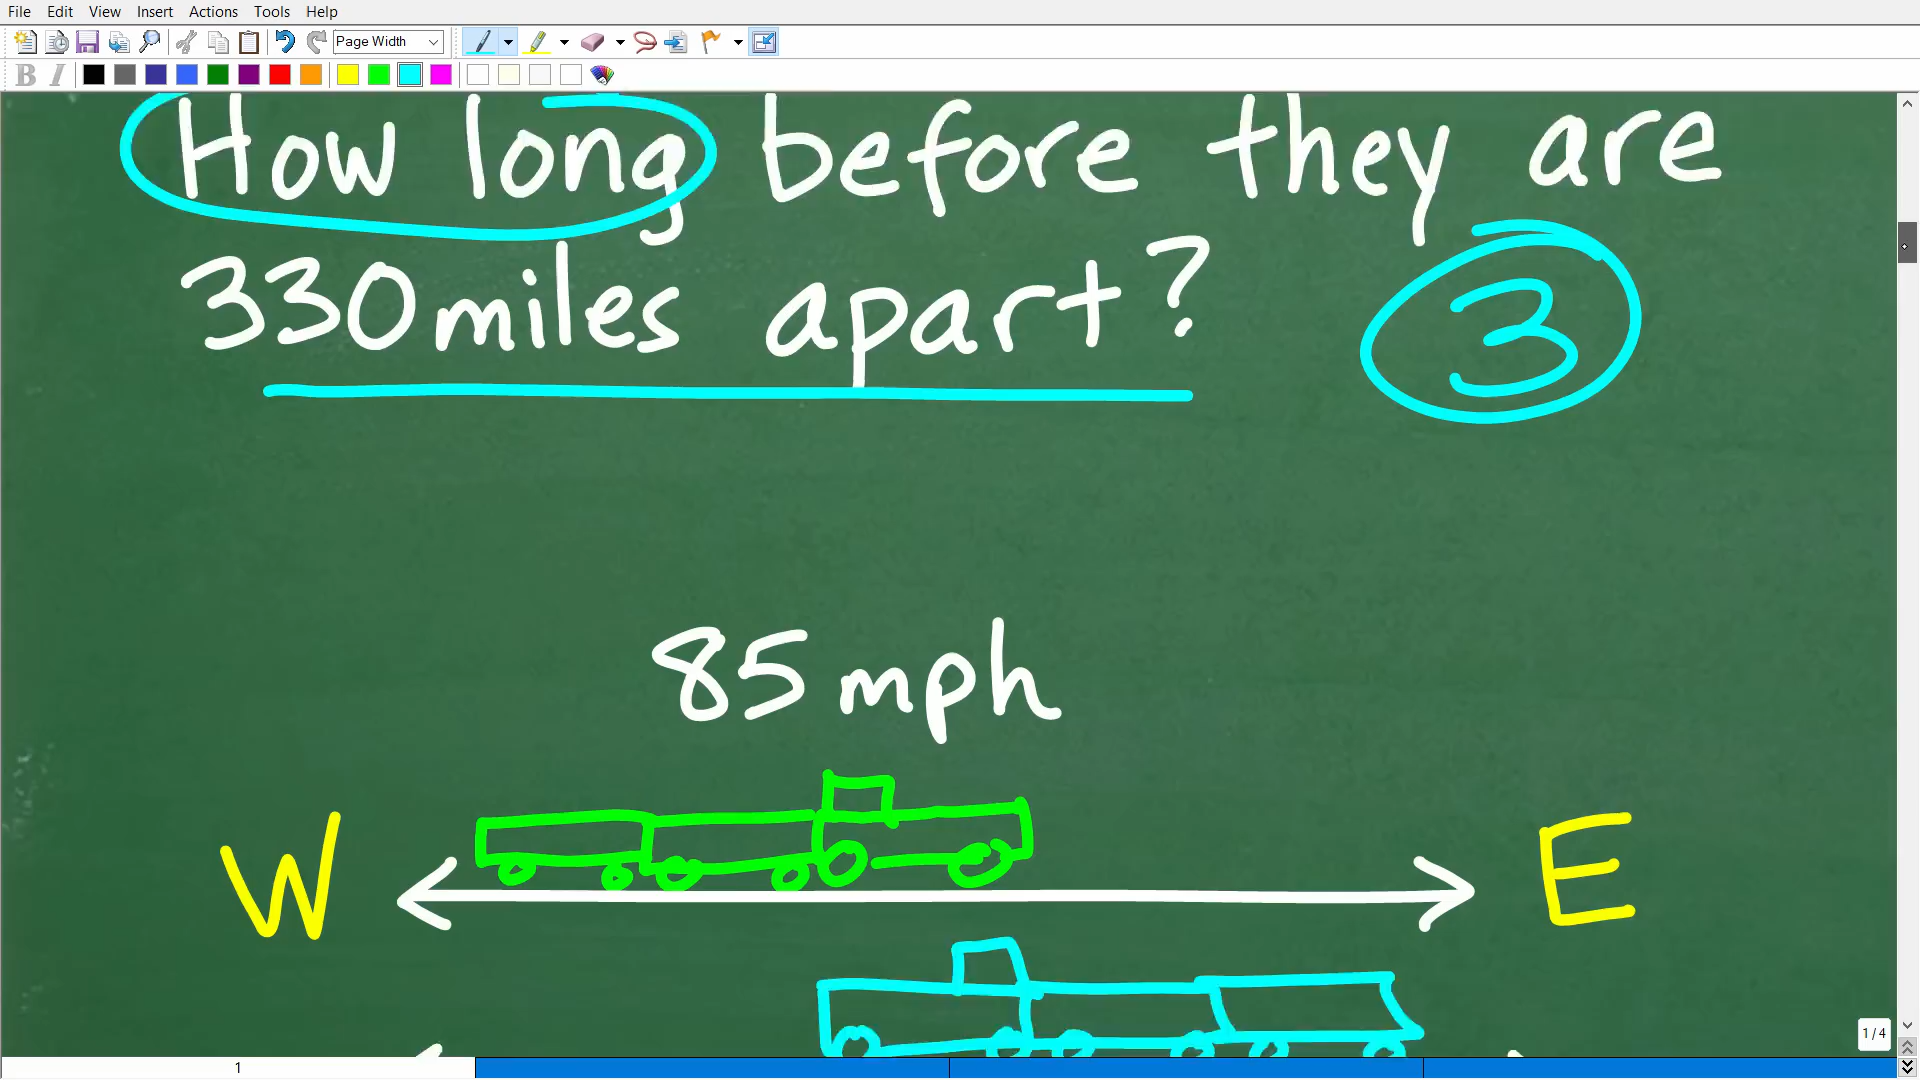 File Edit View Insert Actions Tools Help
Page Width
B I
How long before they are
330 miles apart?
3
85 mph
W
E
1 / 4
1